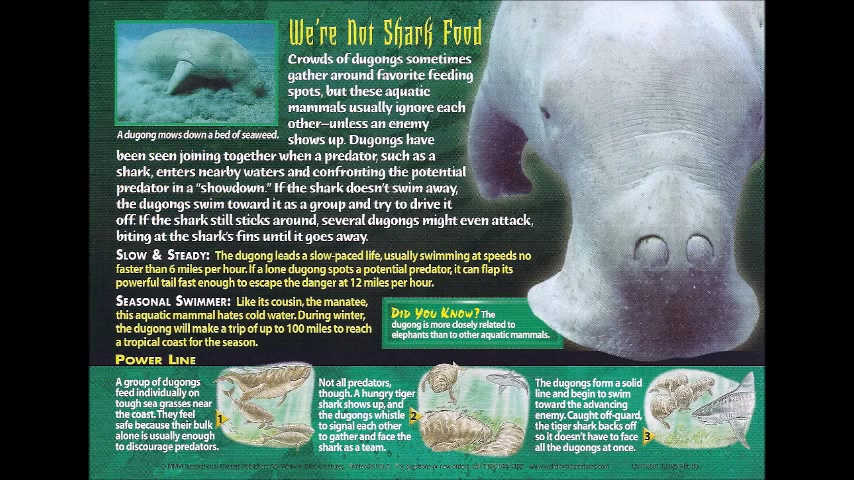 We're Not Shark Food
Crowds of dugongs sometimes
gather around favorite feeding
spots, but these aquatic
mammals usually ignore each
other—unless an enemy
shows up. Dugongs have
been seen joining together when a predator, such as a
shark, enters nearby waters and confronting the potential
predator in a "showdown." If the shark doesn't swim away,
the dugongs swim toward it as a group and try to drive it
off. If the shark still sticks around, several dugongs might even attack,
biting at the shark's fins until it goes away.
A dugong mows down a bed of seaweed.
SLOW & STEADY: The dugong leads a slow-paced life, usually swimming at speeds no
faster than 6 miles per hour. If a lone dugong spots a potential predator, it can flap its
powerful tail fast enough to escape the danger at 12 miles per hour.
SEASONAL SWIMMER: Like its cousin, the manatee,
this aquatic mammal hates cold water. During winter,
the dugong will make a trip of up to 100 miles to reach
a tropical coast for the season.
DID YOU KNOW? The
dugong is more closely related to
elephants than to other aquatic mammals.
POWER LINE
A group of dugongs
feed individually on
tough sea grasses near
the coast. They feel
safe because their bulk
alone is usually enough
to discourage predators.
1
Not all predators,
though. A hungry tiger
shark shows up, and
the dugongs whistle
to signal each other
to gather and face the
shark as a team.
2
The dugongs form a solid
line and begin to swim
toward the advancing
enemy. Caught off-guard,
the tiger shark backs off
so it doesn't have to face
all the dugongs at once.
3